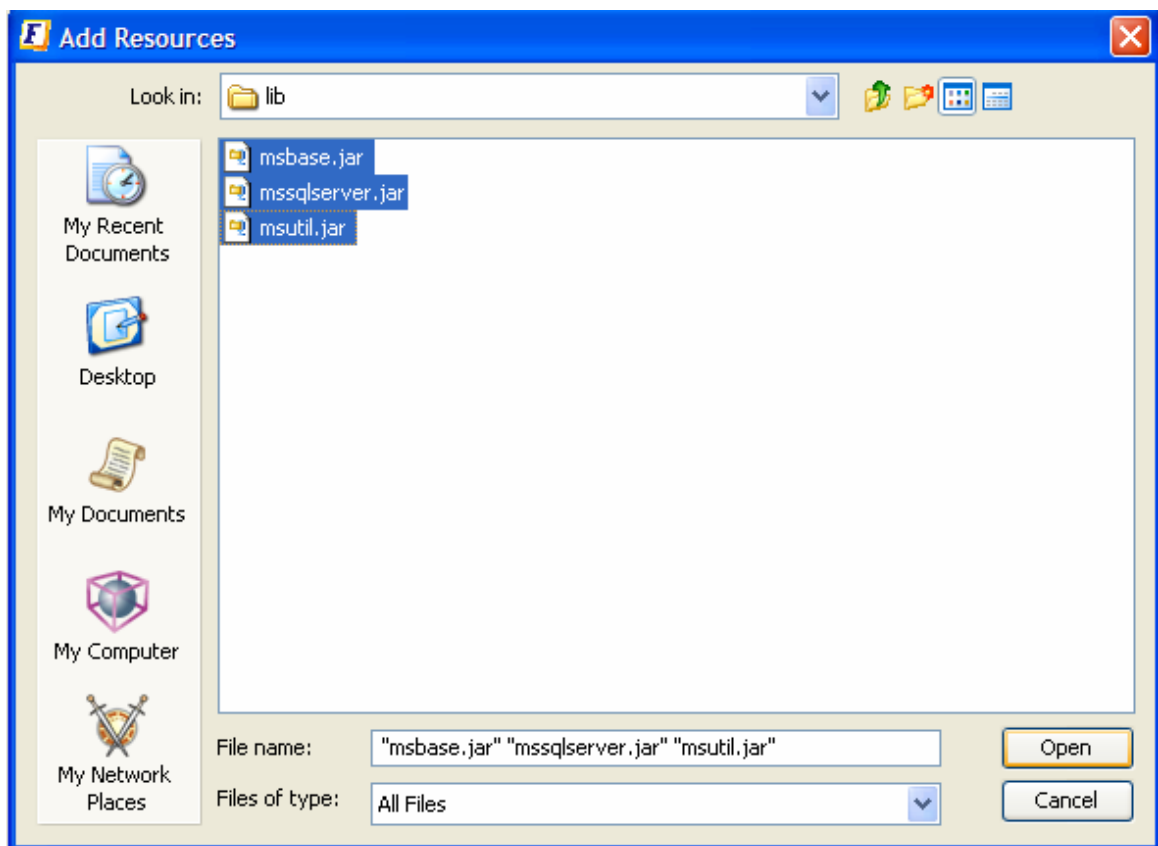 F Add Resources
Look in: lib
msbase.jar
mssqlserver.jar
msutil.jar
My Recent
Documents
Desktop
My Documents
My Computer
My Network
Places
File name: "msbase.jar" "mssqlserver.jar" "msutil.jar" Open
Files of type: All Files Cancel